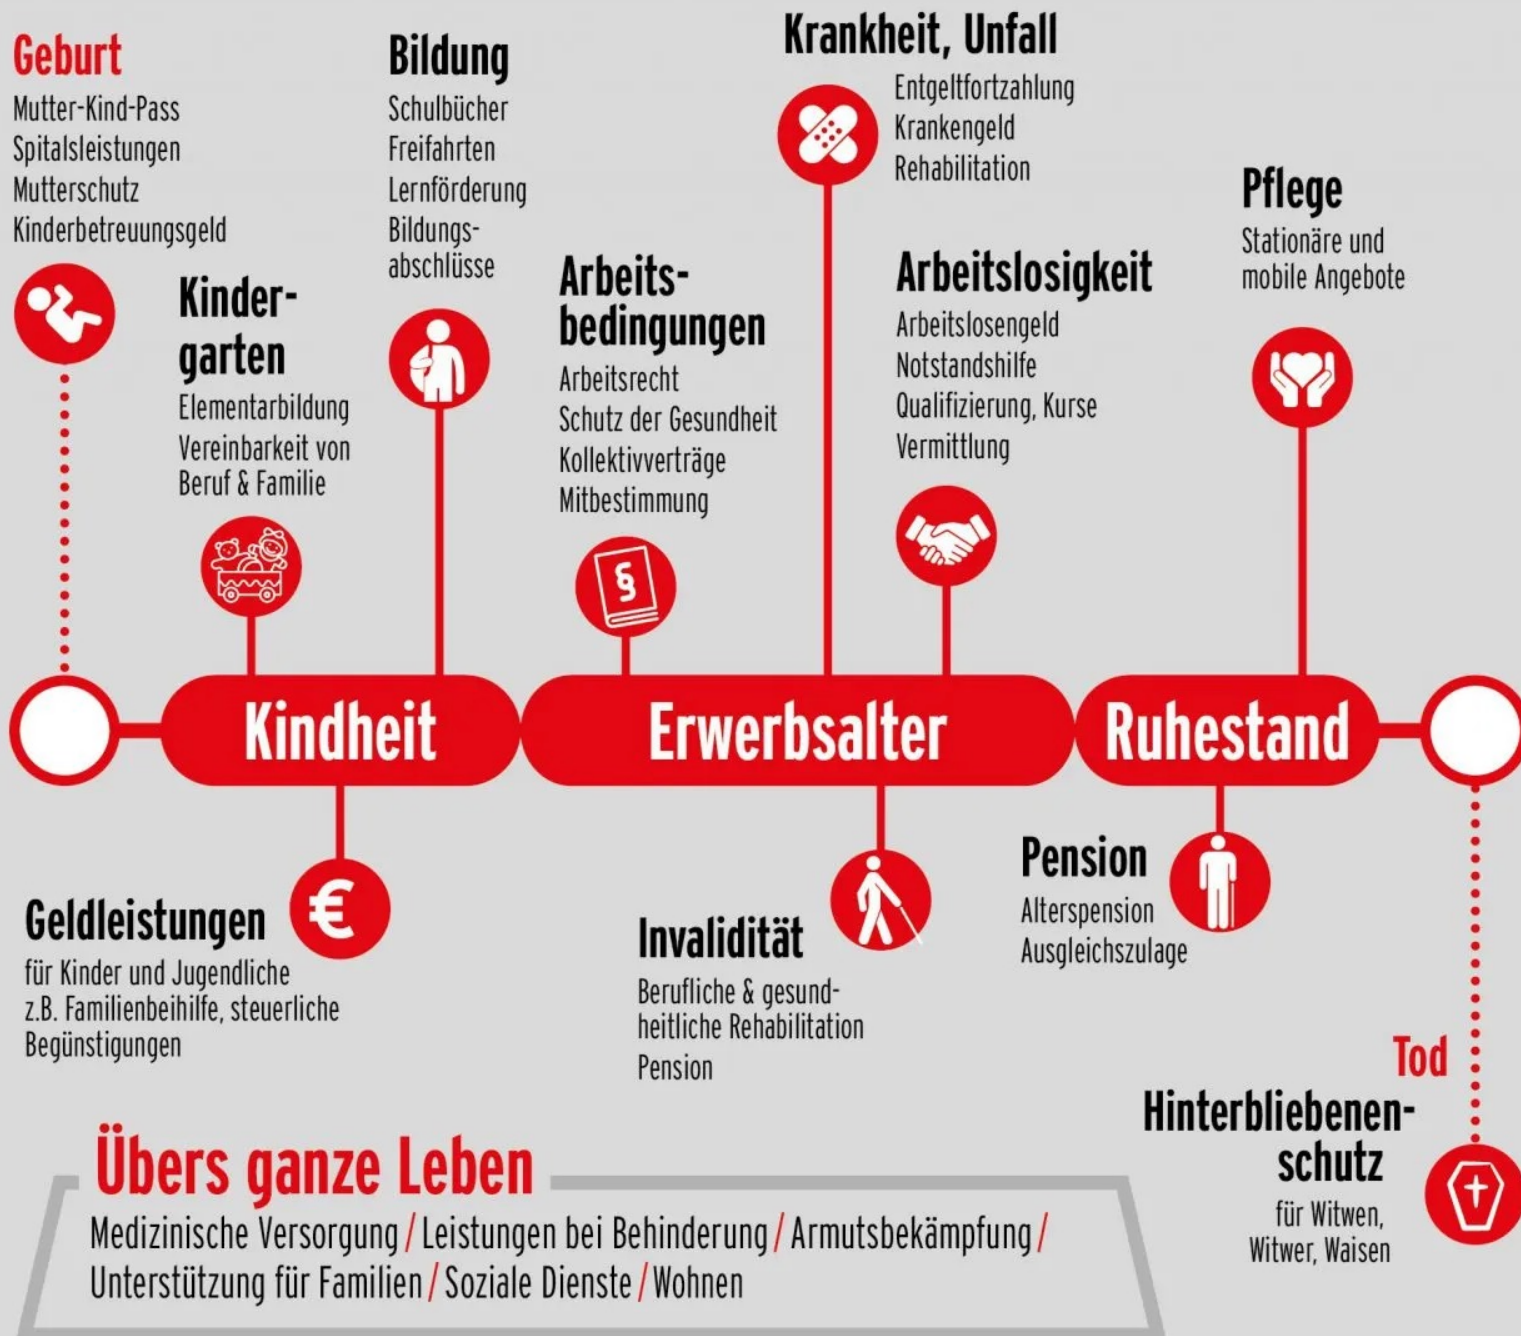 Geburt
Mutter-Kind-Pass
Spitalsleistungen
Mutterschutz
Kinderbetreuungsgeld
Kinder-
garten
Elementarbildung
Vereinbarkeit von
Beruf & Familie
Bildung
Schulbücher
Freifahrten
Lernförderung
Bildungs-
abschlüsse
Arbeits-
bedingungen
Arbeitsrecht
Schutz der Gesundheit
Kollektivverträge
Mitbestimmung
§
Krankheit, Unfall
Entgeltfortzahlung
Krankengeld
Rehabilitation
Arbeitslosigkeit
Arbeitslosengeld
Notstandshilfe
Qualifizierung, Kurse
Vermittlung
Pflege
Stationäre und
mobile Angebote
Kindheit
Erwerbsalter
Ruhestand
€
Geldleistungen
für Kinder und Jugendliche
z.B. Familienbeihilfe, steuerliche
Begünstigungen
Invalidität
Berufliche & gesund-
heitliche Rehabilitation
Pension
Pension
Alterspension
Ausgleichszulage
Tod
Hinterbliebenen-
schutz
für Witwen,
Witwer, Waisen
Übers ganze Leben
Medizinische Versorgung / Leistungen bei Behinderung / Armutsbekämpfung /
Unterstützung für Familien / Soziale Dienste / Wohnen